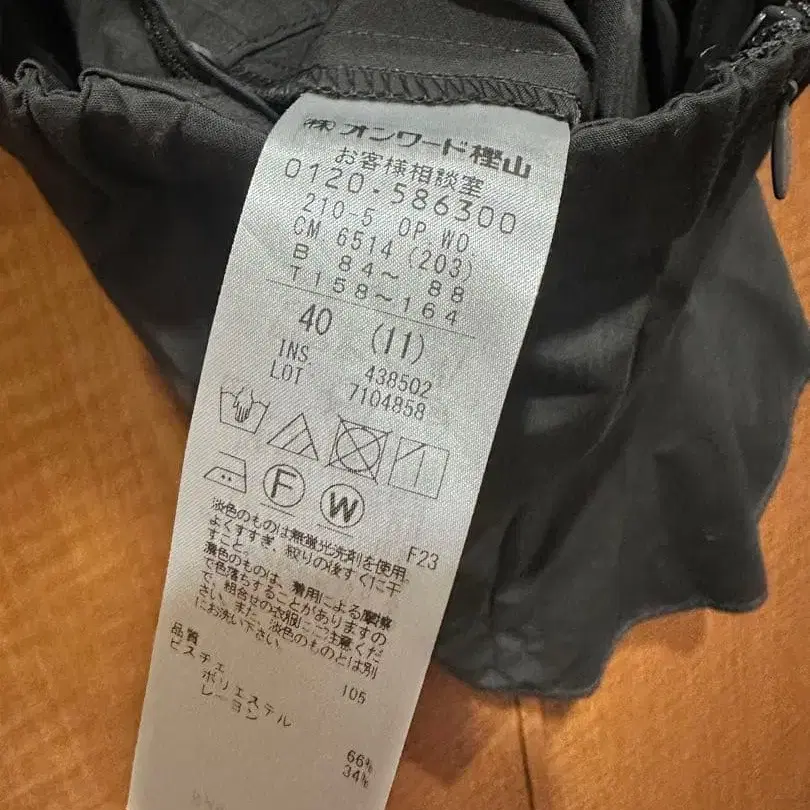 ㈱オンワード樫山
お客様相談室
0120-586300
210-5 OP.WO.
CM.6514(203)
B 84～ 88
T158～164
40 (11)
INS. 438502
LOT 7104858
F
W
F23
淡色のものは無蛍光洗剤を使用。
よくすすぎ、絞りの後すぐに干
すこと。
濃色のものは、着用による摩擦
で色落ちすることがありますの
で、組合せの衣服にご注意くだ
さい。また、淡色のものとは別
にお洗い下さい。
105
品質
ビスチェ
ポリエステル 66%
レーヨン 34%